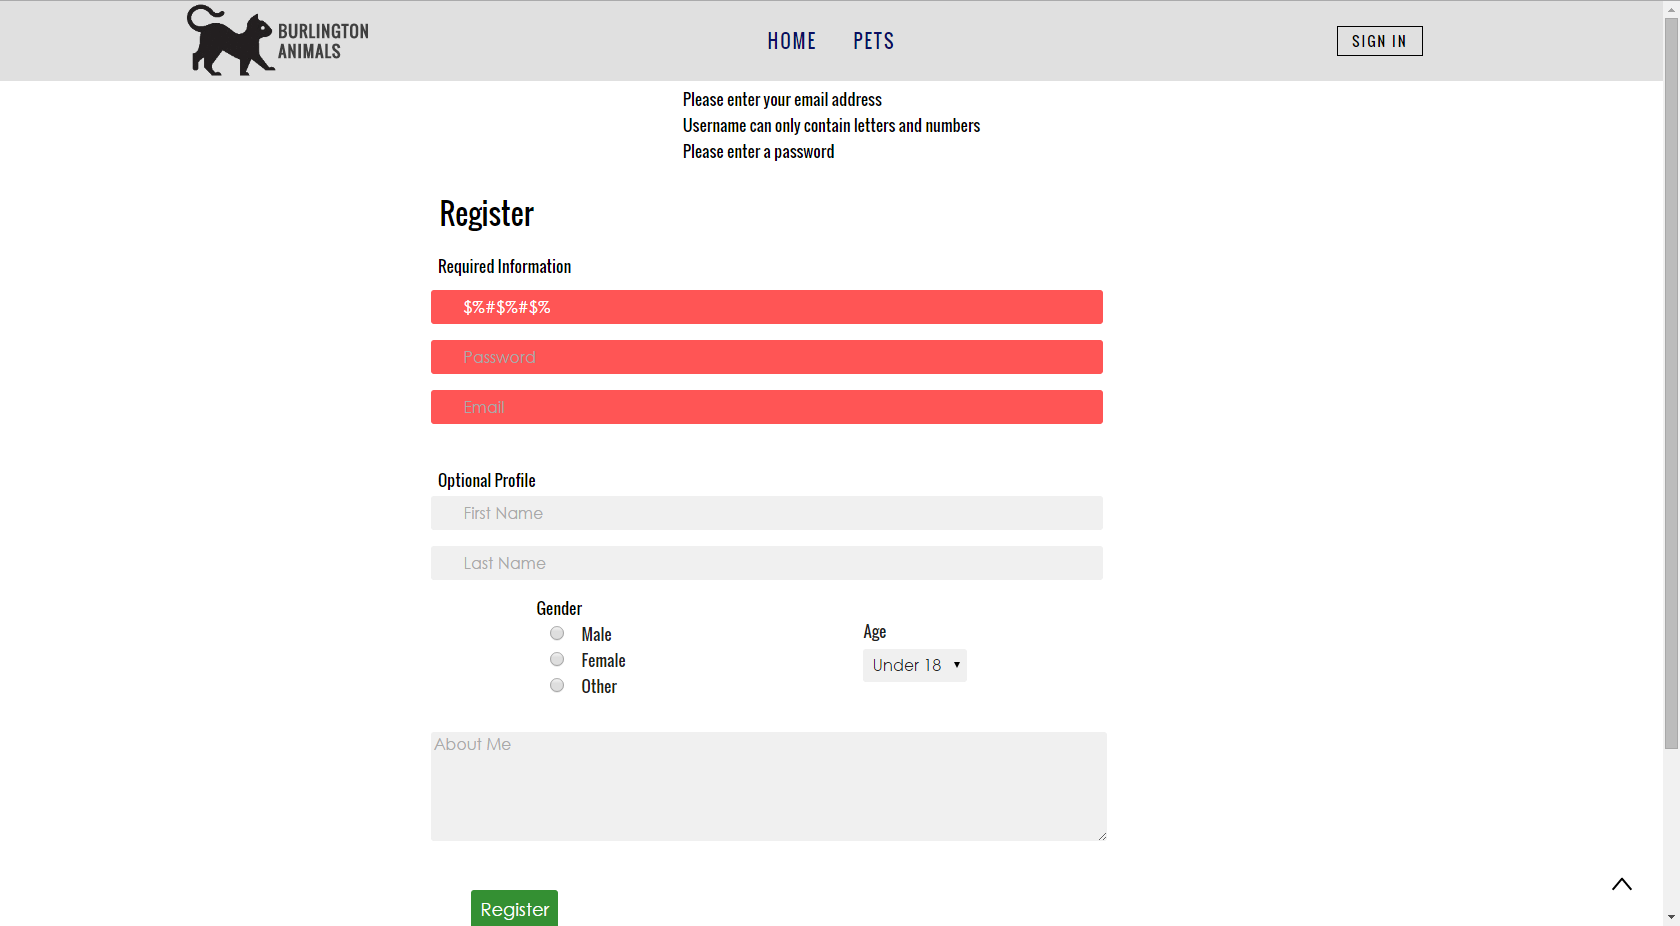 BURLINGTON
ANIMALS
HOME PETS
SIGN IN
Please enter your email address
Username can only contain letters and numbers
Please enter a password
Register
Required Information
$%#$%#$%
Password
Email
Optional Profile
First Name
Last Name
Gender
Male
Female
Other
Age
Under 18
About Me
Register